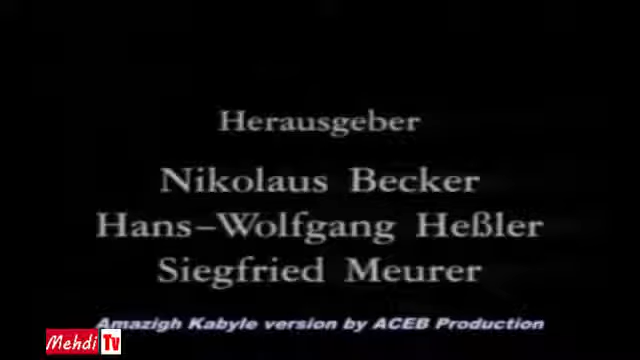 Herausgeber
Nikolaus Becker
Hans-Wolfgang Heßler
Siegfried Meurer
Amazigh Kabyle version by ACEB Production
Mehdi Tv